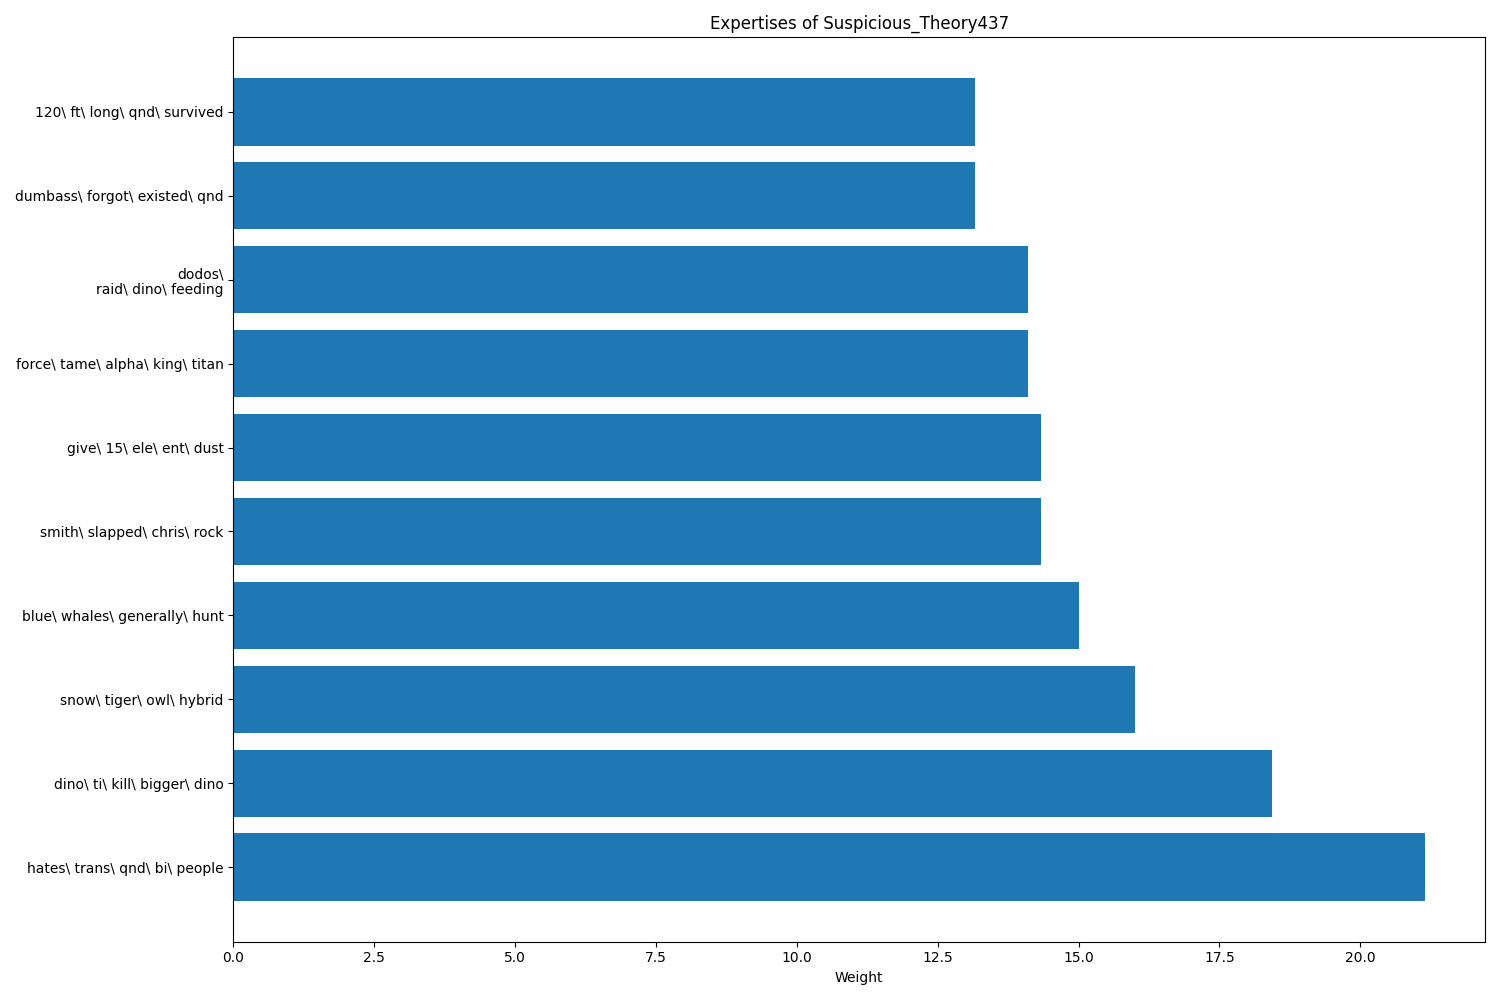 Expertises of Suspicious_Theory437
120\ ft\ long\ qnd\ survived
dumbass\ forgot\ existed\ qnd
dodos\
raid\ dino\ feeding
force\ tame\ alpha\ king\ titan
give\ 15\ ele\ ent\ dust
smith\ slapped\ chris\ rock
blue\ whales\ generally\ hunt
snow\ tiger\ owl\ hybrid
dino\ ti\ kill\ bigger\ dino
hates\ trans\ qnd\ bi\ people
0.0 2.5 5.0 7.5 10.0 12.5 15.0 17.5 20.0
Weight